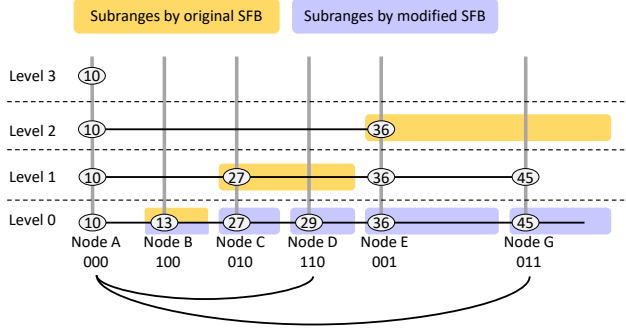 Subranges by original SFB Subranges by modified SFB
Level 3 10
Level 2 10 36
Level 1 10 27 36 45
Level 0 10 13 27 29 36 45
Node A Node B Node C Node D Node E Node G
000 100 010 110 001 011